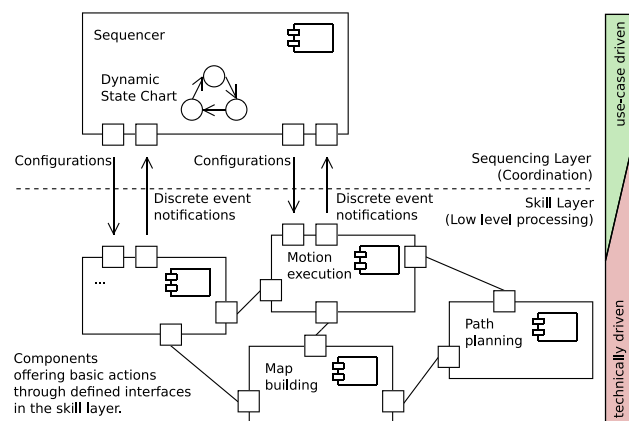 Sequencer
Dynamic
State Chart
Configurations
Configurations
Sequencing Layer
(Coordination)
Discrete event
notifications
Discrete event
notifications
Skill Layer
(Low level processing)
...
Motion
execution
Path
planning
Map
building
Components
offering basic actions
through defined interfaces
in the skill layer.
use-case driven
technically driven